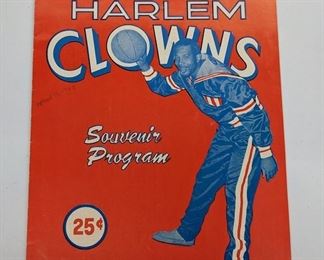 HARLEM
CLOWNS
Souvenir
Program
25¢